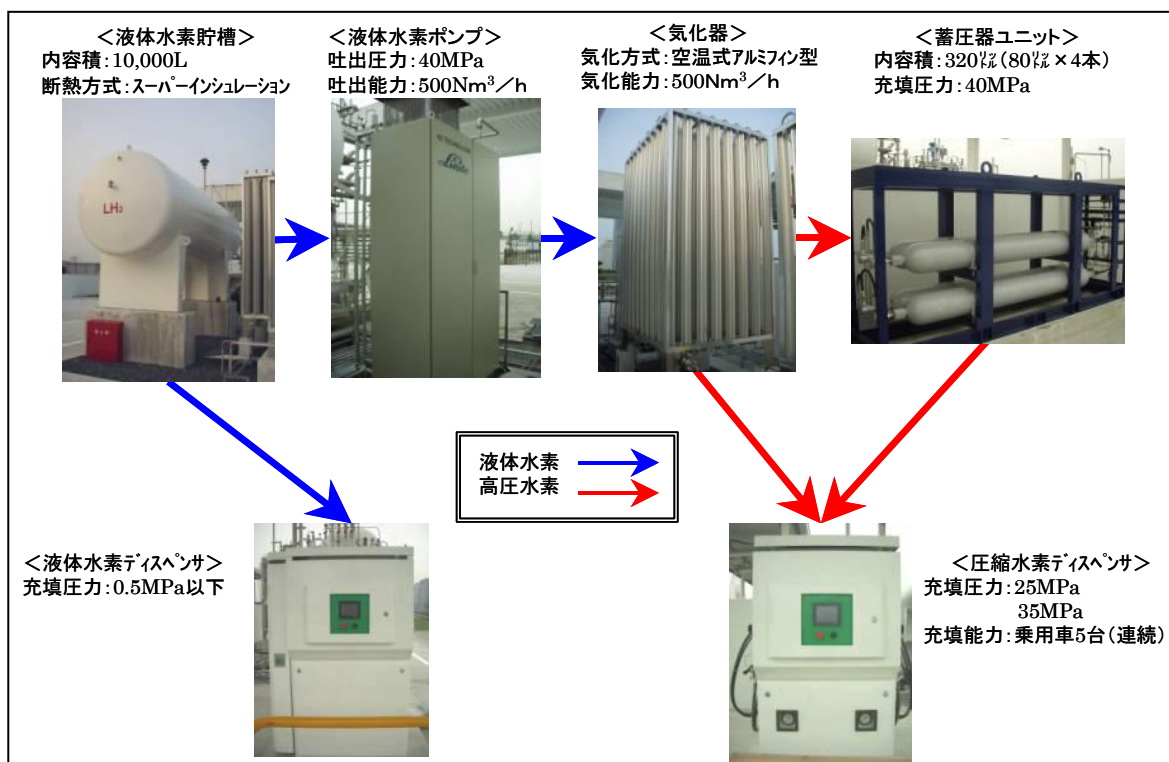 <液体水素貯槽>
内容積:10,000L
断熱方式:スーパーインシュレーション
<液体水素ポンプ>
吐出圧力:40MPa
吐出能力:500Nm³/h
<気化器>
気化方式:空温式アルミフィン型
気化能力:500Nm³/h
<蓄圧器ユニット>
内容積:320㍑(80㍑×4本)
充填圧力:40MPa
LH₂
Linde
液体水素
高圧水素
<液体水素ディスペンサ>
充填圧力:0.5MPa以下
<圧縮水素ディスペンサ>
充填圧力:25MPa
35MPa
充填能力:乗用車5台(連続)